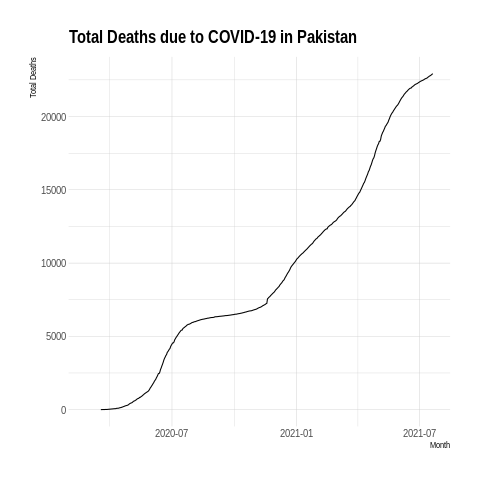 Total Deaths due to COVID-19 in Pakistan
Total Deaths
20000
15000
10000
5000
0
2020-07 2021-01 2021-07
Month